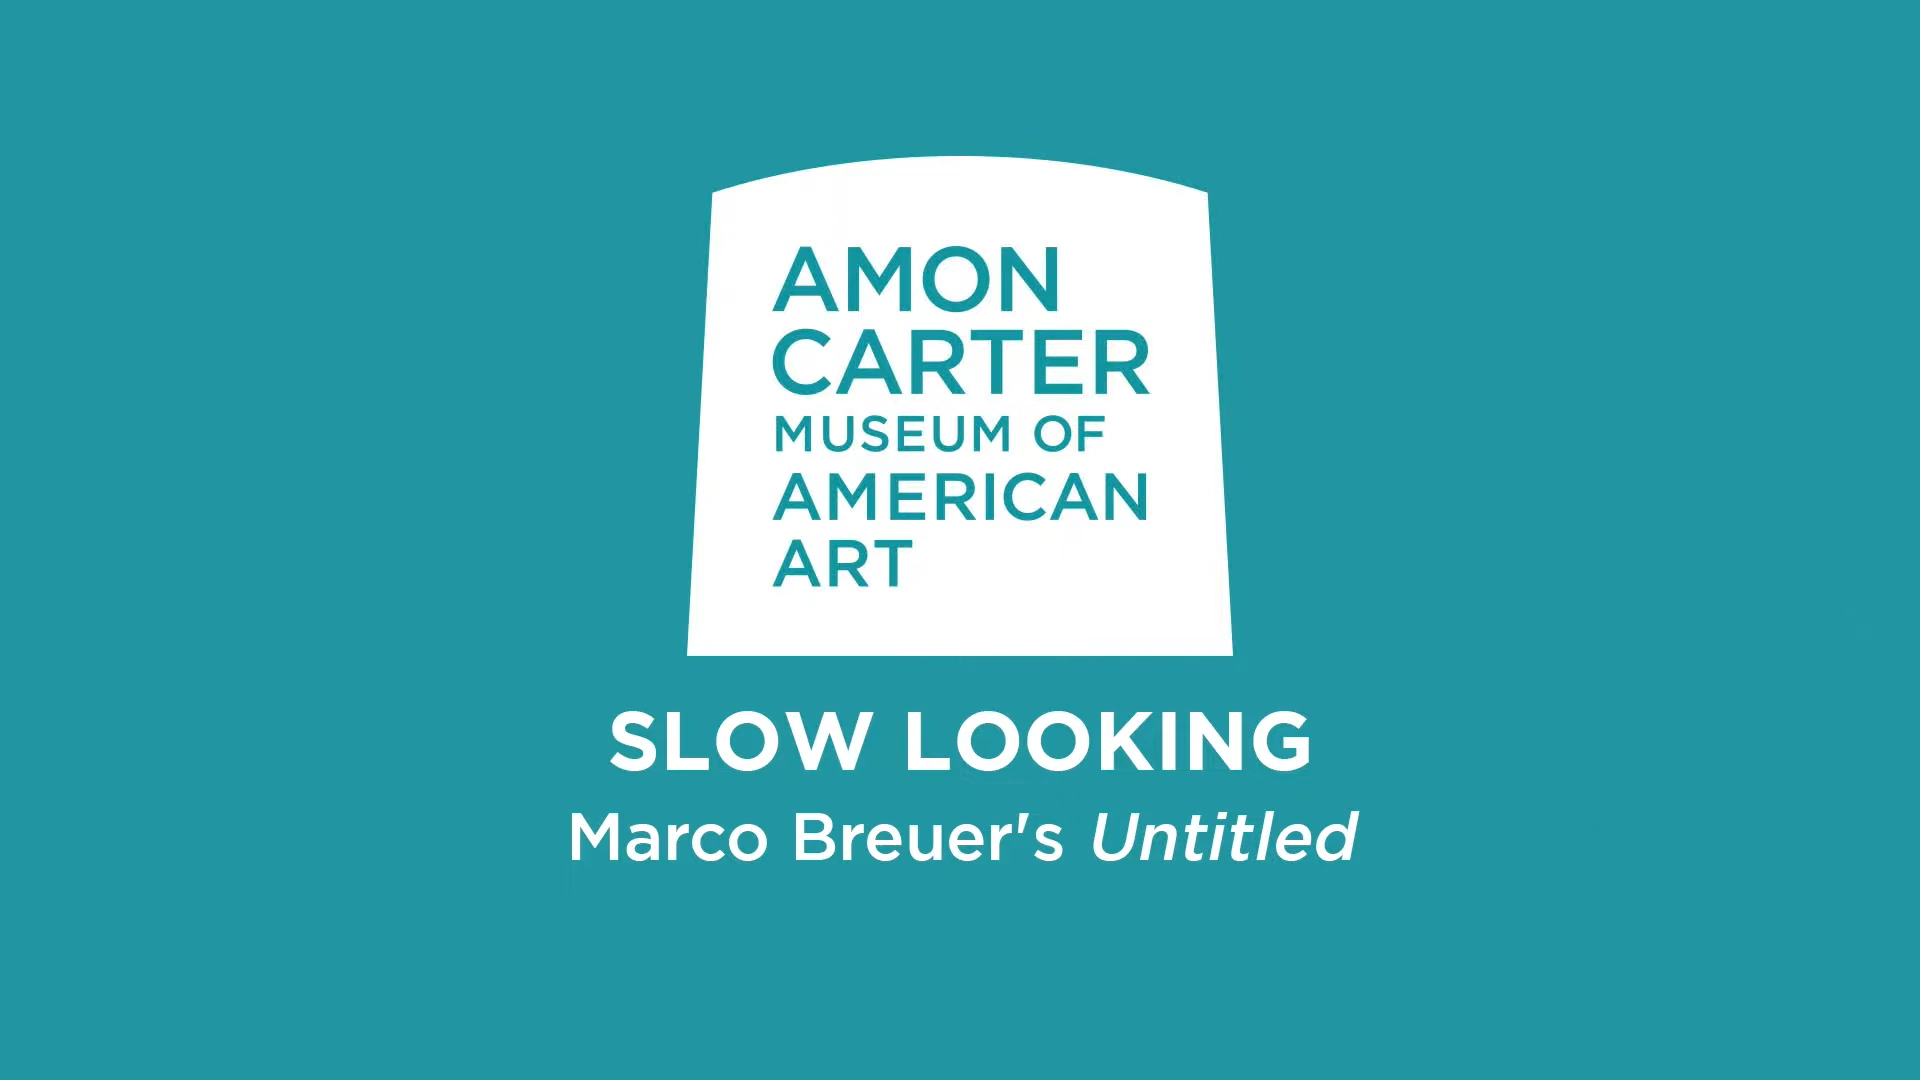 AMON
CARTER
MUSEUM OF
AMERICAN
ART
SLOW LOOKING
Marco Breuer's Untitled